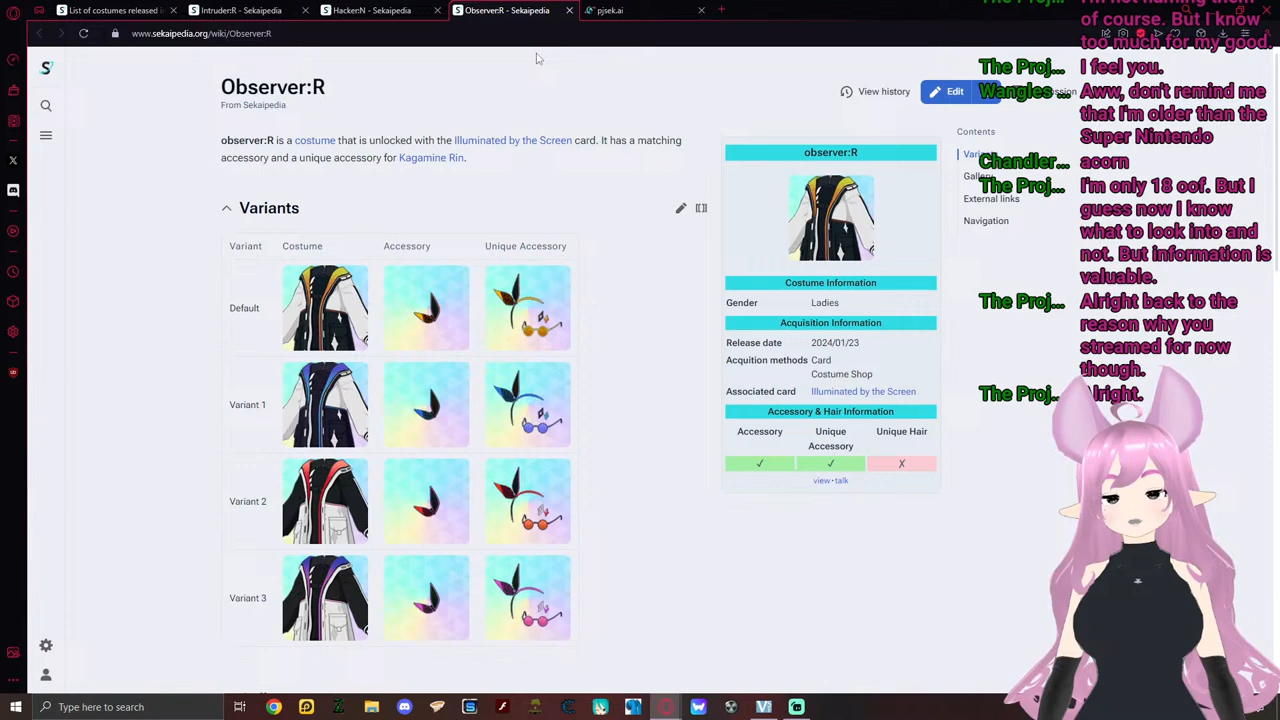 List of costumes released i
Intruder:R - Sekaipedia
Hacker:N - Sekaipedia
Observer:R - Sekaipedia
pjsek.ai
www.sekaipedia.org/wiki/Observer:R
Observer:R
From Sekaipedia
View history
Edit
observer:R is a costume that is unlocked with the Illuminated by the Screen card. It has a matching
accessory and a unique accessory for Kagamine Rin.
Variants
Variant Costume Accessory Unique Accessory
Default
Variant 1
Variant 2
Variant 3
observer:R
Costume Information
Gender Ladies
Acquisition Information
Release date 2024/01/23
Acquition methods Card
Costume Shop
Associated card Illuminated by the Screen
Accessory & Hair Information
Accessory Unique Unique Hair
Accessory
✓ ✓ ✗
view • talk
Contents
External links
Navigation
of course. But I know
too much for my good.
The Proj... I feel you.
Wangles ... Aww, don't remind me
that I'm older than the
Super Nintendo
Chandler... acorn
The Proj... I'm only 18 oof. But I
guess now I know
what to look into and
not. But information is
valuable.
The Proj... Alright back to the
reason why you
streamed for now
though.
The Proj... Alright.
Type here to search